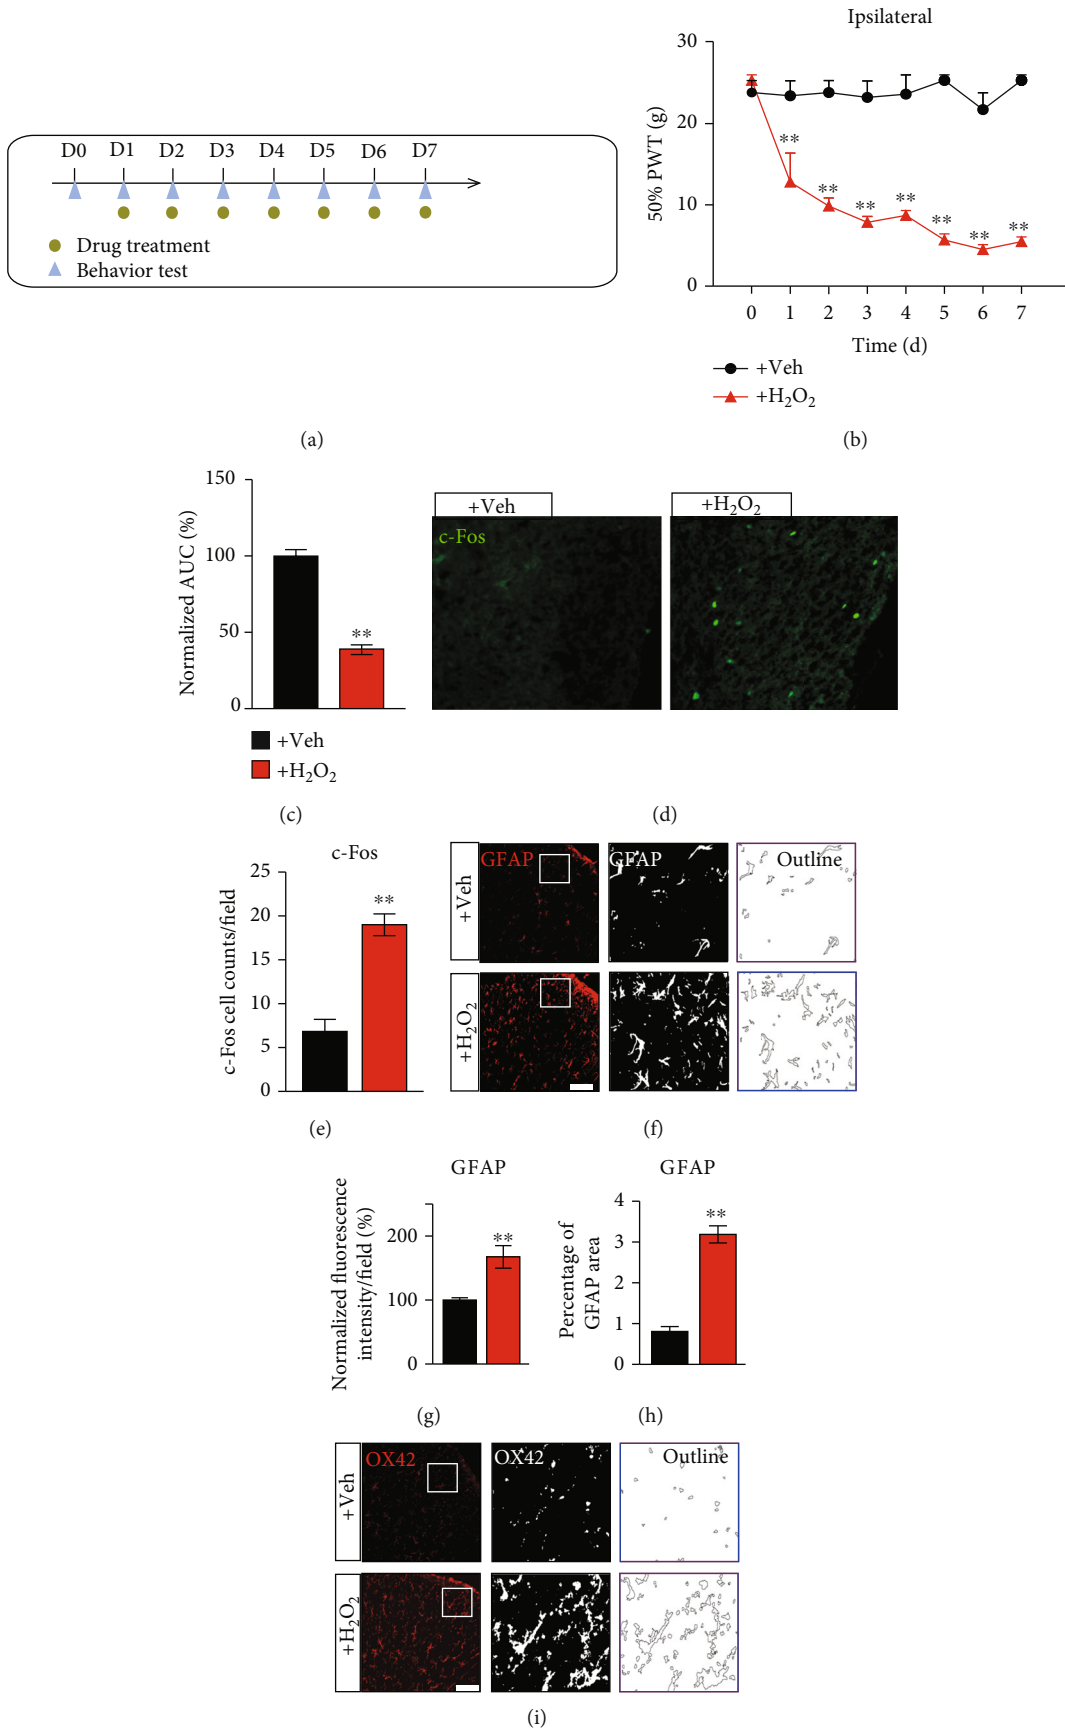 D0 D1 D2 D3 D4 D5 D6 D7
Drug treatment
Behavior test
(a)
Ipsilateral
50% PWT (g)
30
20
10
0
** ** ** ** ** ** **
0 1 2 3 4 5 6 7
Time (d)
+Veh
+H₂O₂
(b)
Normalized AUC (%)
150
100
50
0
**
+Veh
+H₂O₂
(c)
+Veh
c-Fos
+H₂O₂
(d)
c-Fos
c-Fos cell counts/field
25
20
15
10
5
0
**
(e)
+Veh
GFAP
GFAP
Outline
+H₂O₂
(f)
GFAP
Normalized fluorescence
intensity/field (%)
200
100
0
**
(g)
GFAP
Percentage of
GFAP area
4
3
2
1
0
**
(h)
+Veh
OX42
OX42
Outline
+H₂O₂
(i)